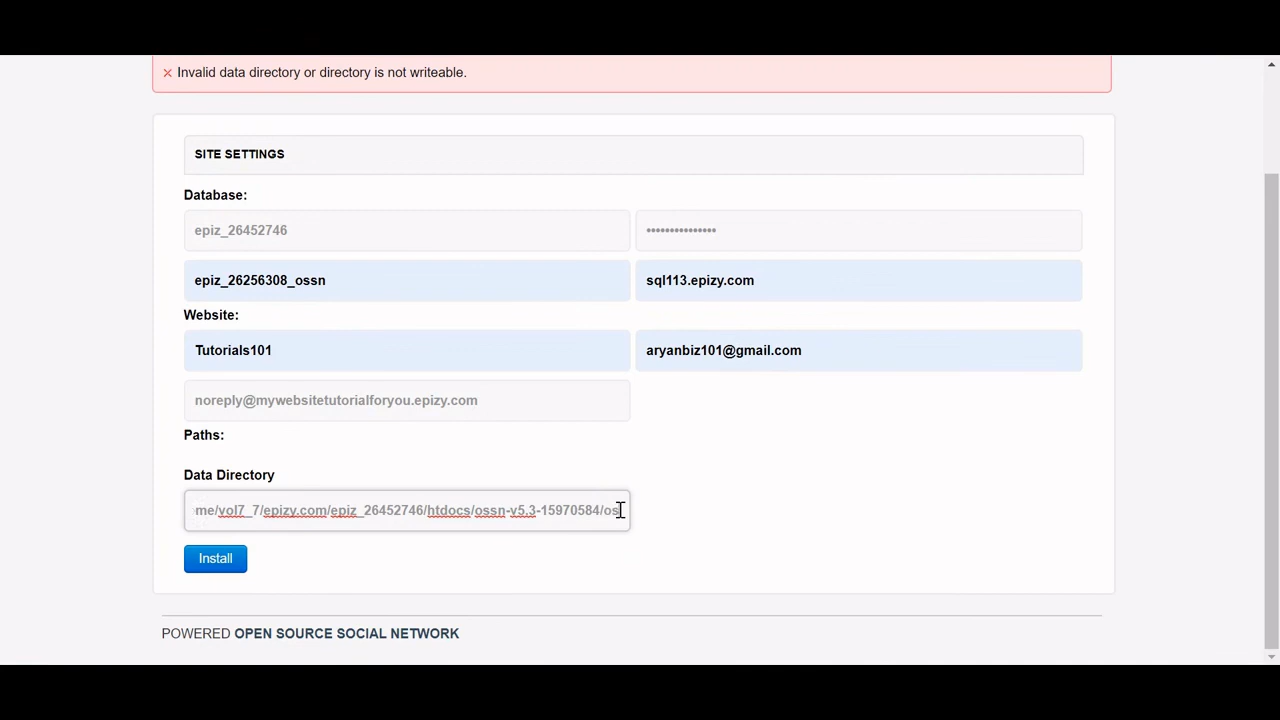 Invalid data directory or directory is not writeable.
SITE SETTINGS
Database:
epiz_26452746 •••••••••••••••
epiz_26256308_ossn sql113.epizy.com
Website:
Tutorials101 aryanbiz101@gmail.com
noreply@mywebsitetutorialforyou.epizy.com
Paths:
Data Directory
me/vol7_7/epizy.com/epiz_26452746/htdocs/ossn-v5.3-15970584/os
Install
POWERED OPEN SOURCE SOCIAL NETWORK